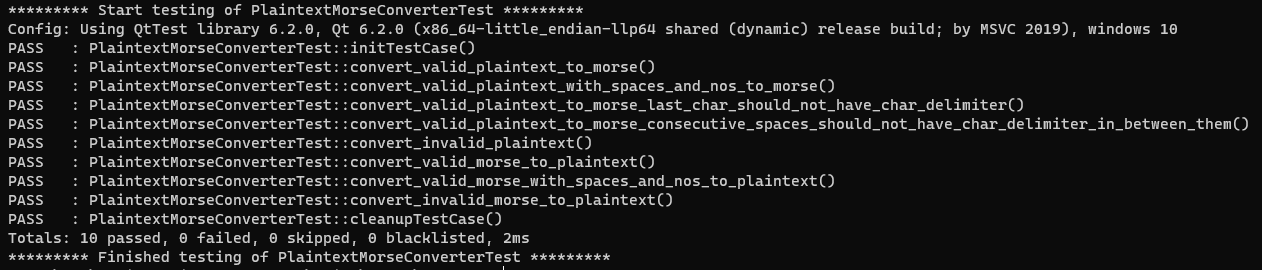 ********* Start testing of PlaintextMorseConverterTest *********
Config: Using QtTest library 6.2.0, Qt 6.2.0 (x86_64-little_endian-llp64 shared (dynamic) release build; by MSVC 2019), windows 10
PASS   : PlaintextMorseConverterTest::initTestCase()
PASS   : PlaintextMorseConverterTest::convert_valid_plaintext_to_morse()
PASS   : PlaintextMorseConverterTest::convert_valid_plaintext_with_spaces_and_nos_to_morse()
PASS   : PlaintextMorseConverterTest::convert_valid_plaintext_to_morse_last_char_should_not_have_char_delimiter()
PASS   : PlaintextMorseConverterTest::convert_valid_plaintext_to_morse_consecutive_spaces_should_not_have_char_delimiter_in_between_them()
PASS   : PlaintextMorseConverterTest::convert_invalid_plaintext()
PASS   : PlaintextMorseConverterTest::convert_valid_morse_to_plaintext()
PASS   : PlaintextMorseConverterTest::convert_valid_morse_with_spaces_and_nos_to_plaintext()
PASS   : PlaintextMorseConverterTest::convert_invalid_morse_to_plaintext()
PASS   : PlaintextMorseConverterTest::cleanupTestCase()
Totals: 10 passed, 0 failed, 0 skipped, 0 blacklisted, 2ms
********* Finished testing of PlaintextMorseConverterTest *********